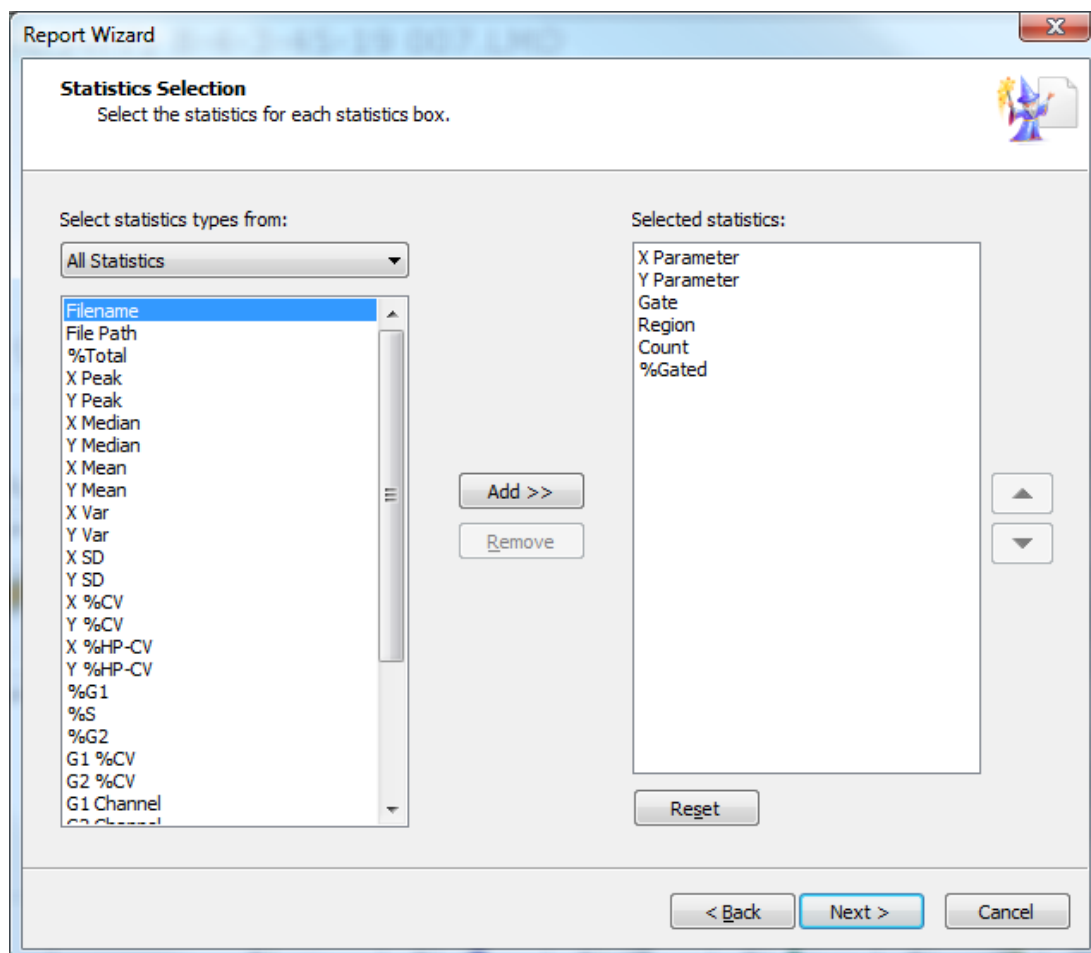 Report Wizard
Statistics Selection
Select the statistics for each statistics box.
Select statistics types from:
All Statistics
Filename
File Path
%Total
X Peak
Y Peak
X Median
Y Median
X Mean
Y Mean
X Var
Y Var
X SD
Y SD
X %CV
Y %CV
X %HP-CV
Y %HP-CV
%G1
%S
%G2
G1 %CV
G2 %CV
G1 Channel
G2 Channel
Add >>
Remove
Selected statistics:
X Parameter
Y Parameter
Gate
Region
Count
%Gated
Reset
< Back
Next >
Cancel